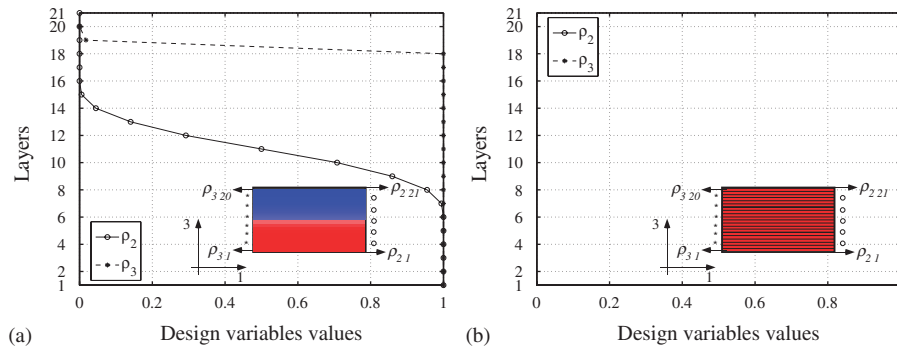 21
20
18
16
14
12
10
8
6
4
2
1
Layers
0
0.2
0.4
0.6
0.8
1
Design variables values
ρ2
ρ3
ρ3 20
ρ2 21
ρ3 1
ρ2 1
3
1
(a)
21
20
18
16
14
12
10
8
6
4
2
1
Layers
0
0.2
0.4
0.6
0.8
1
Design variables values
ρ2
ρ3
ρ3 20
ρ2 21
ρ3 1
ρ2 1
3
1
(b)